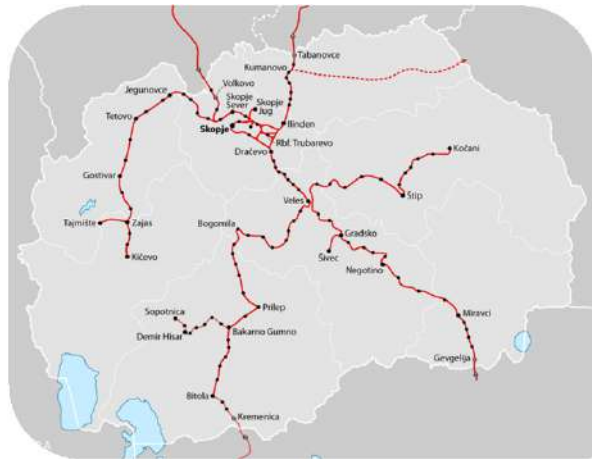 Tabanovce
Kumanovo
Volkovo
Jegunovce
Skopje
Sever
Skopje
Jug
Tetovo
Skopje
Ilinden
Rbf. Trubarevo
Dračevo
Kočani
Gostivar
Štip
Veles
Tajmište
Zajas
Bogomila
Gradsko
Kičevo
Šivec
Negotino
Sopotnica
Prilep
Miravci
Demir Hisar
Bakarno Gumno
Gevgelija
Bitola
Kremenica